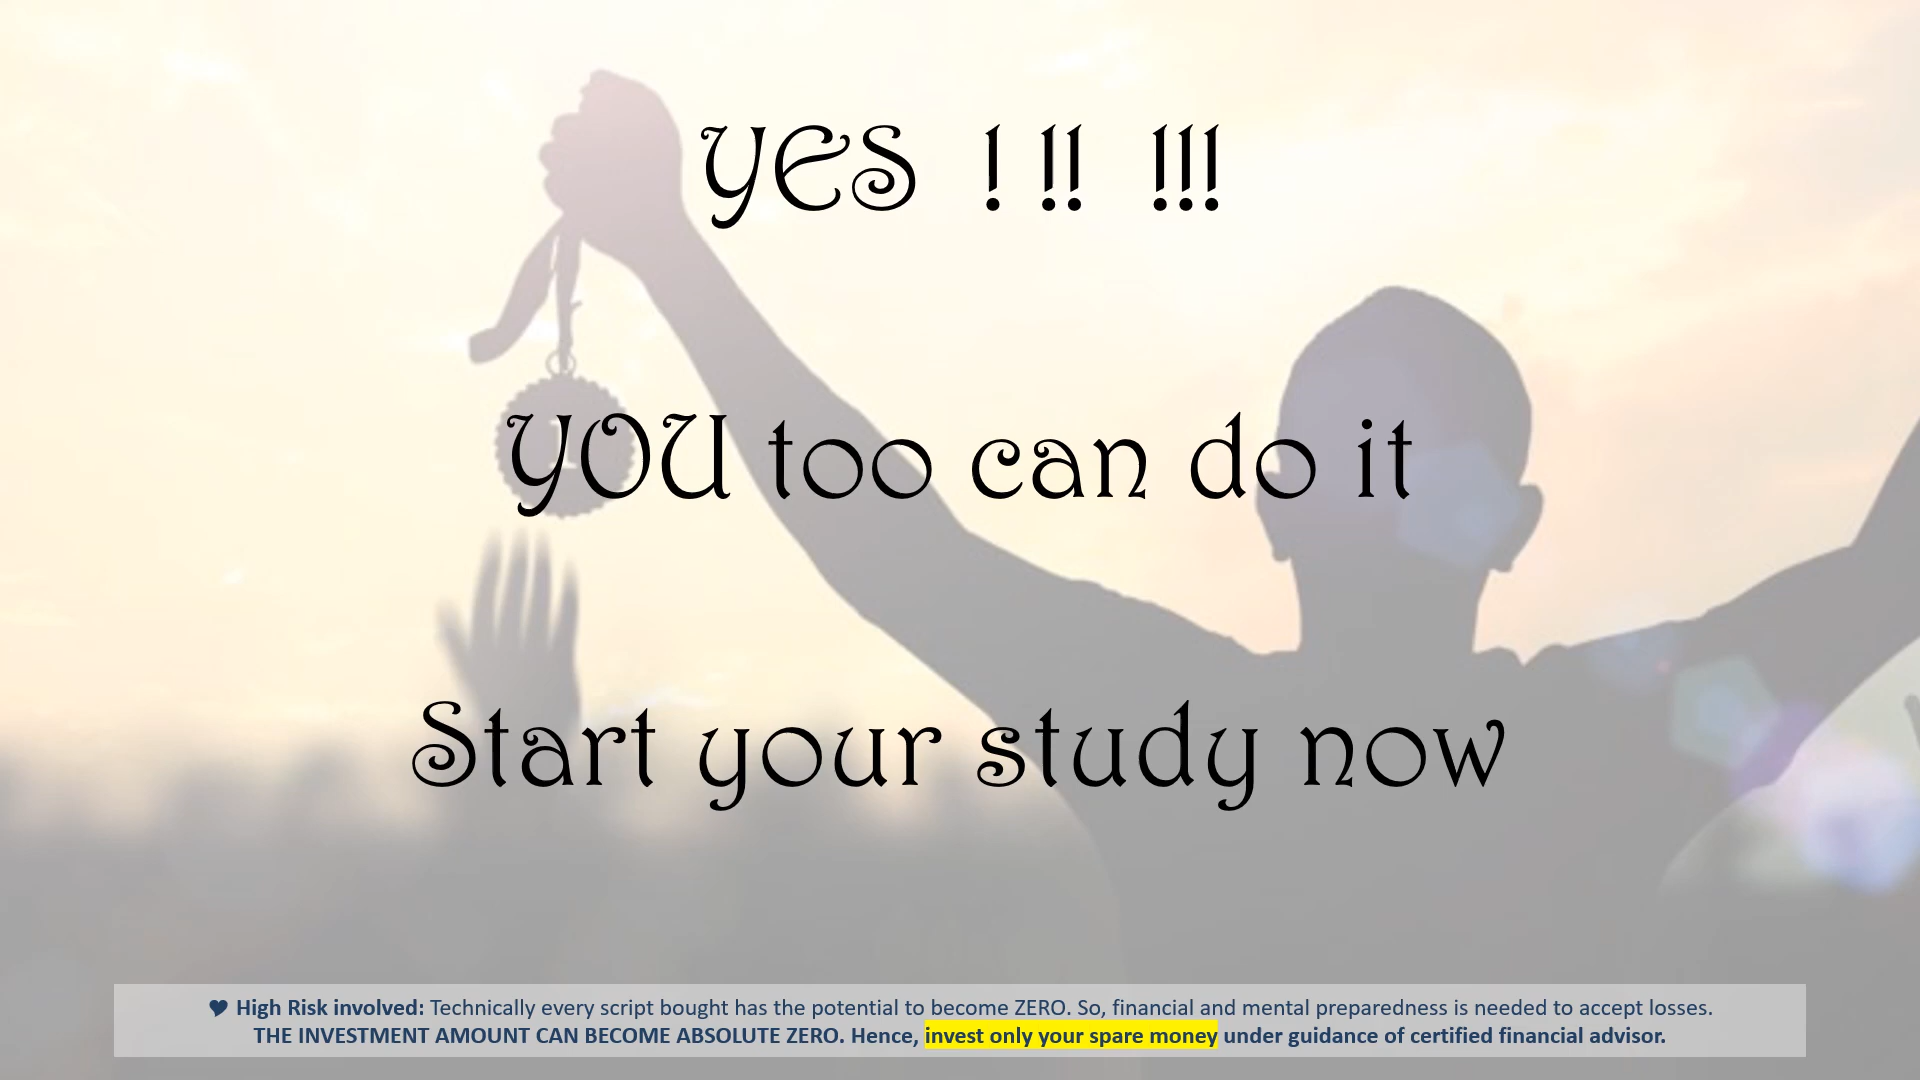 YES ! !! !!!
YOU too can do it
Start your study now
♥ High Risk involved: Technically every script bought has the potential to become ZERO. So, financial and mental preparedness is needed to accept losses.
THE INVESTMENT AMOUNT CAN BECOME ABSOLUTE ZERO. Hence, invest only your spare money under guidance of certified financial advisor.